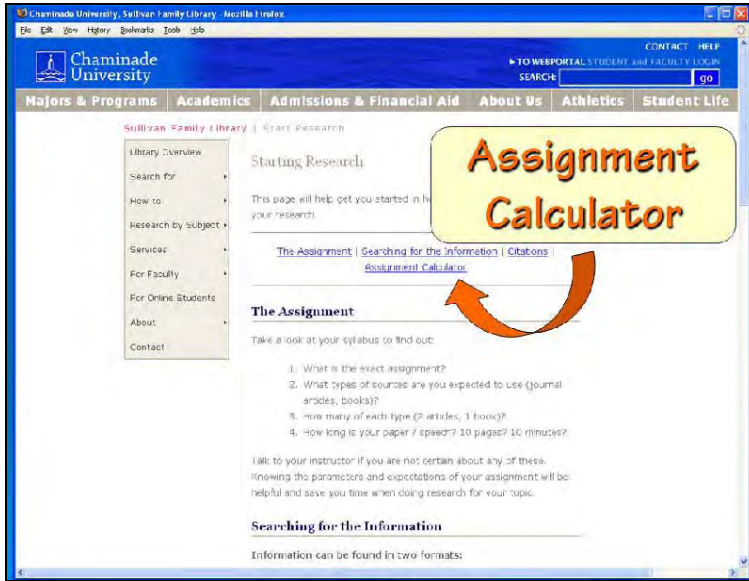 Chaminade University, Sullivan Family Library - Mozilla Firefox
File Edit View History Bookmarks Tools Help
CONTACT HELP
Chaminade
University
TO WEBPORTAL STUDENT and FACULTY LOGIN
SEARCH: go
Majors & Programs Academics Admissions & Financial Aid About Us Athletics Student Life
Sullivan Family Library | Start Research
Library Overview
Search for
How to
Research by Subject
Services
For Faculty
For Online Students
About
Contact
Starting Research
Assignment
Calculator
This page will help get you started in
your research.
The Assignment | Searching for the Information | Citations |
Assignment Calculator
The Assignment
Take a look at your syllabus to find out:
1. What is the exact assignment?
2. What types of sources are you expected to use (journal
articles, books)?
3. How many of each type (2 articles, 1 book)?
4. How long is your paper / speech? 10 pages? 10 minutes?
Talk to your instructor if you are not certain about any of these.
Knowing the parameters and expectations of your assignment will be
helpful and save you time when doing research for your topic.
Searching for the Information
Information can be found in two formats: